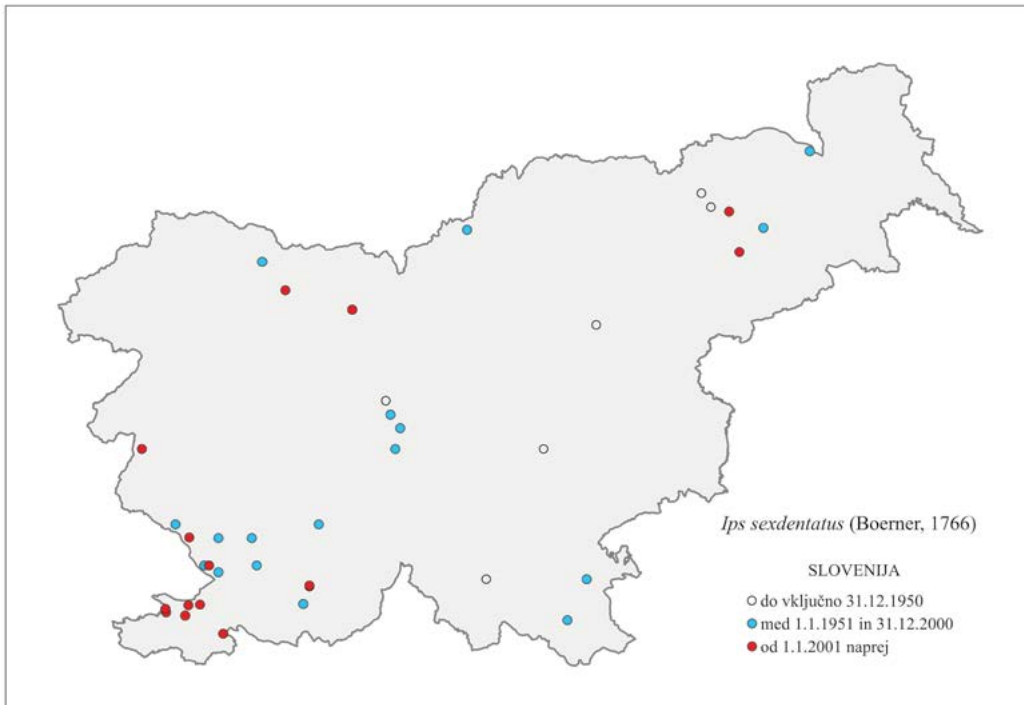 Ips sexdentatus (Boerner, 1766)
SLOVENIJA
do vključno 31.12.1950
med 1.1.1951 in 31.12.2000
od 1.1.2001 naprej